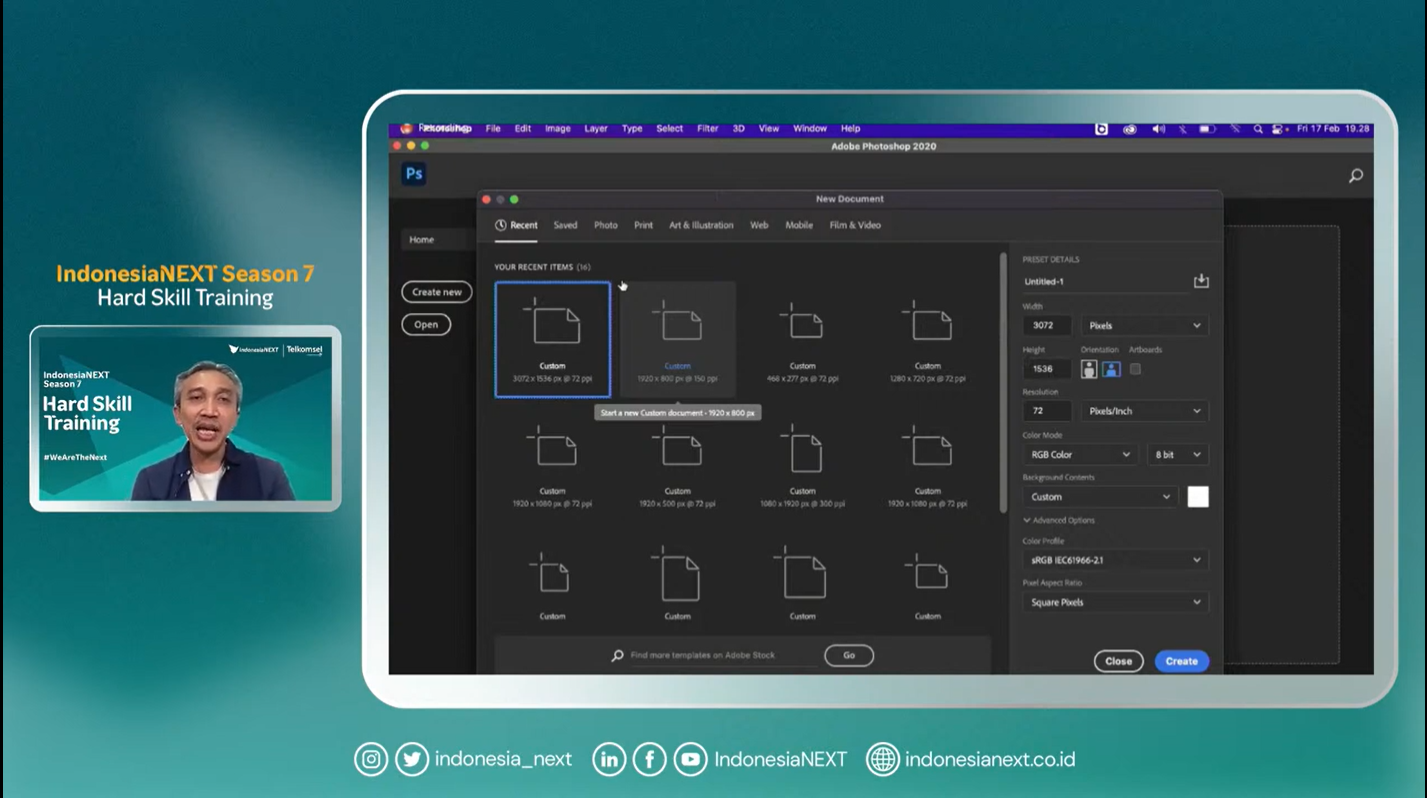 IndonesiaNEXT Season 7
Hard Skill Training
IndonesiaNEXT | Telkomsel
IndonesiaNEXT
Season 7
Hard Skill
Training
#WeAreTheNext
File Edit Image Layer Type Select Filter 3D View Window Help
Fri 17 Feb 19.28
Adobe Photoshop 2020
Ps
New Document
Home
Create new
Open
Recent Saved Photo Print Art & Illustration Web Mobile Film & Video
YOUR RECENT ITEMS (16)
Custom Custom Custom Custom
3072 x 1536 px @ 72 ppi 1920 x 800 px @ 150 ppi 468 x 277 px @ 72 ppi 1280 x 720 px @ 72 ppi
Start a new Custom document - 1920 x 800 px
Custom Custom Custom Custom
1920 x 1080 px @ 72 ppi 1920 x 500 px @ 72 ppi 1080 x 1920 px @ 300 ppi 1920 x 1080 px @ 72 ppi
Custom Custom Custom Custom
Find more templates on Adobe Stock Go
PRESET DETAILS
Untitled-1
Width
3072 Pixels
Height Orientation Artboards
1536
Resolution
72 Pixels/Inch
Color Mode
RGB Color 8 bit
Background Contents
Custom
Advanced Options
Color Profile
sRGB IEC61966-2.1
Pixel Aspect Ratio
Square Pixels
Close Create
indonesia_next IndonesiaNEXT indonesianext.co.id